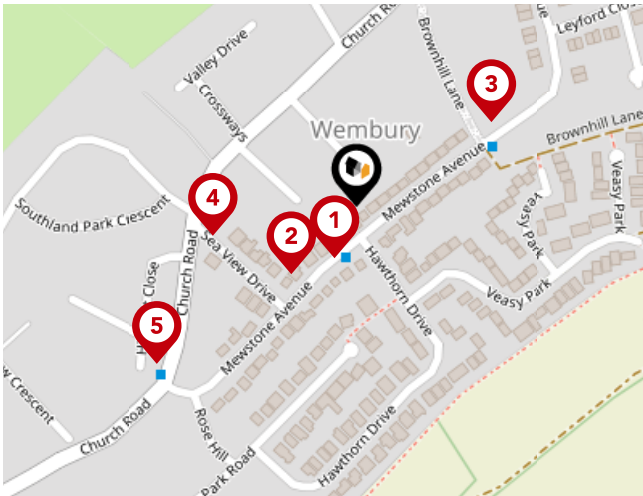 Church Road
Leyford Clo
Valley Drive
Brownhill Lane
Crossways
3
Wembury
Brownhill Lane
Mewstone Avenue
Veasy Park
4
Southland Park Crescent
1
2
Veasy Park
Sea View Drive
Church Road
Hawthorn Drive
Close
Veasy Park
5
Mewstone Avenue
Crescent
Church Road
Rose Hill
Hawthorn Drive
Park Road